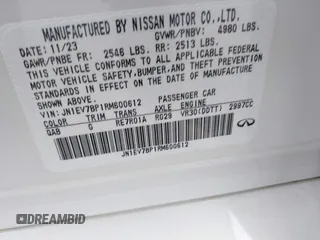 MANUFACTURED BY NISSAN MOTOR CO.,LTD.
DATE: 11/23 GVWR/PNBV: 4980 LBS.
GAWR/PNBE FR: 2546 LBS. RR: 2513 LBS.
THIS VEHICLE CONFORMS TO ALL APPLICABLE
FEDERAL MOTOR VEHICLE SAFETY, BUMPER, AND
THEFT PREVENTION STANDARDS IN EFFECT ON
THE DATE OF MANUFACTURE SHOWN ABOVE.
VIN: JN1EV7BP1RM600612 PASSENGER CAR
COLOR TRIM TRANS AXLE ENGINE
QAB G RE7R01A R029 VR30(DDTT) 2997CC
JN1EV7BP1RM600612
DREAMBID